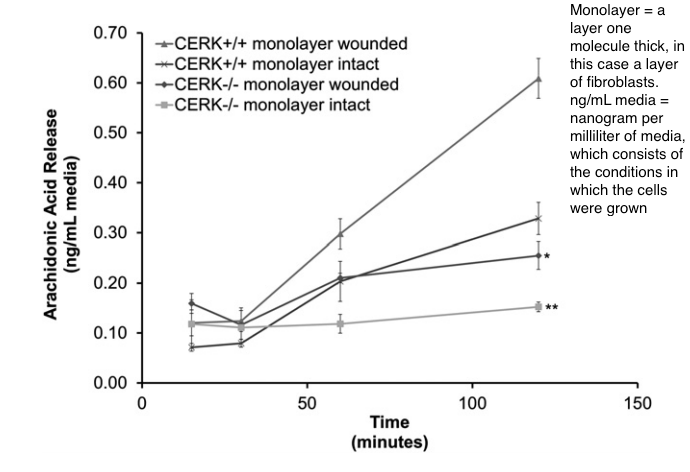 Monolayer = a
layer one
molecule thick, in
this case a layer
of fibroblasts.
ng/mL media =
nanogram per
milliliter of media,
which consists of
the conditions in
which the cells
were grown
0.70
0.60
0.50
0.40
0.30
0.20
0.10
0.00
Arachidonic Acid Release
(ng/mL media)
CERK+/+ monolayer wounded
CERK+/+ monolayer intact
CERK-/- monolayer wounded
CERK-/- monolayer intact
*
**
0 50 100 150
Time
(minutes)